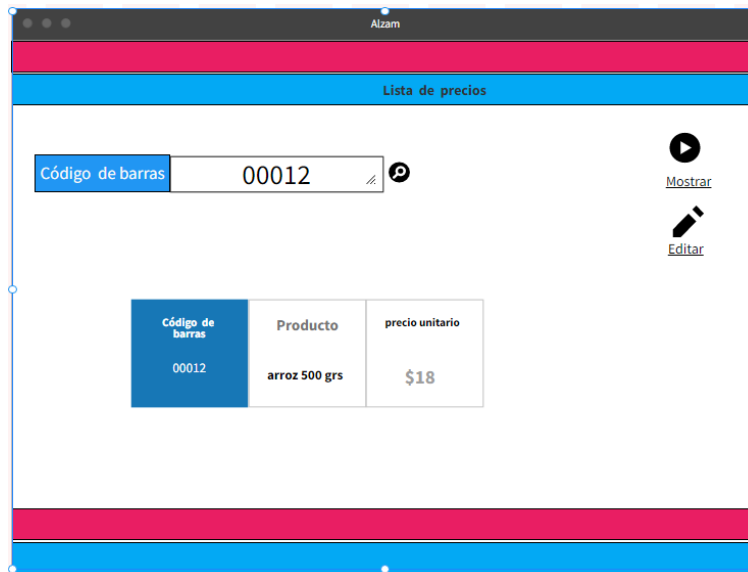 Alzam
Lista de precios
Código de barras
00012
Mostrar
Editar
Código de
barras
Producto
precio unitario
00012
arroz 500 grs
$18